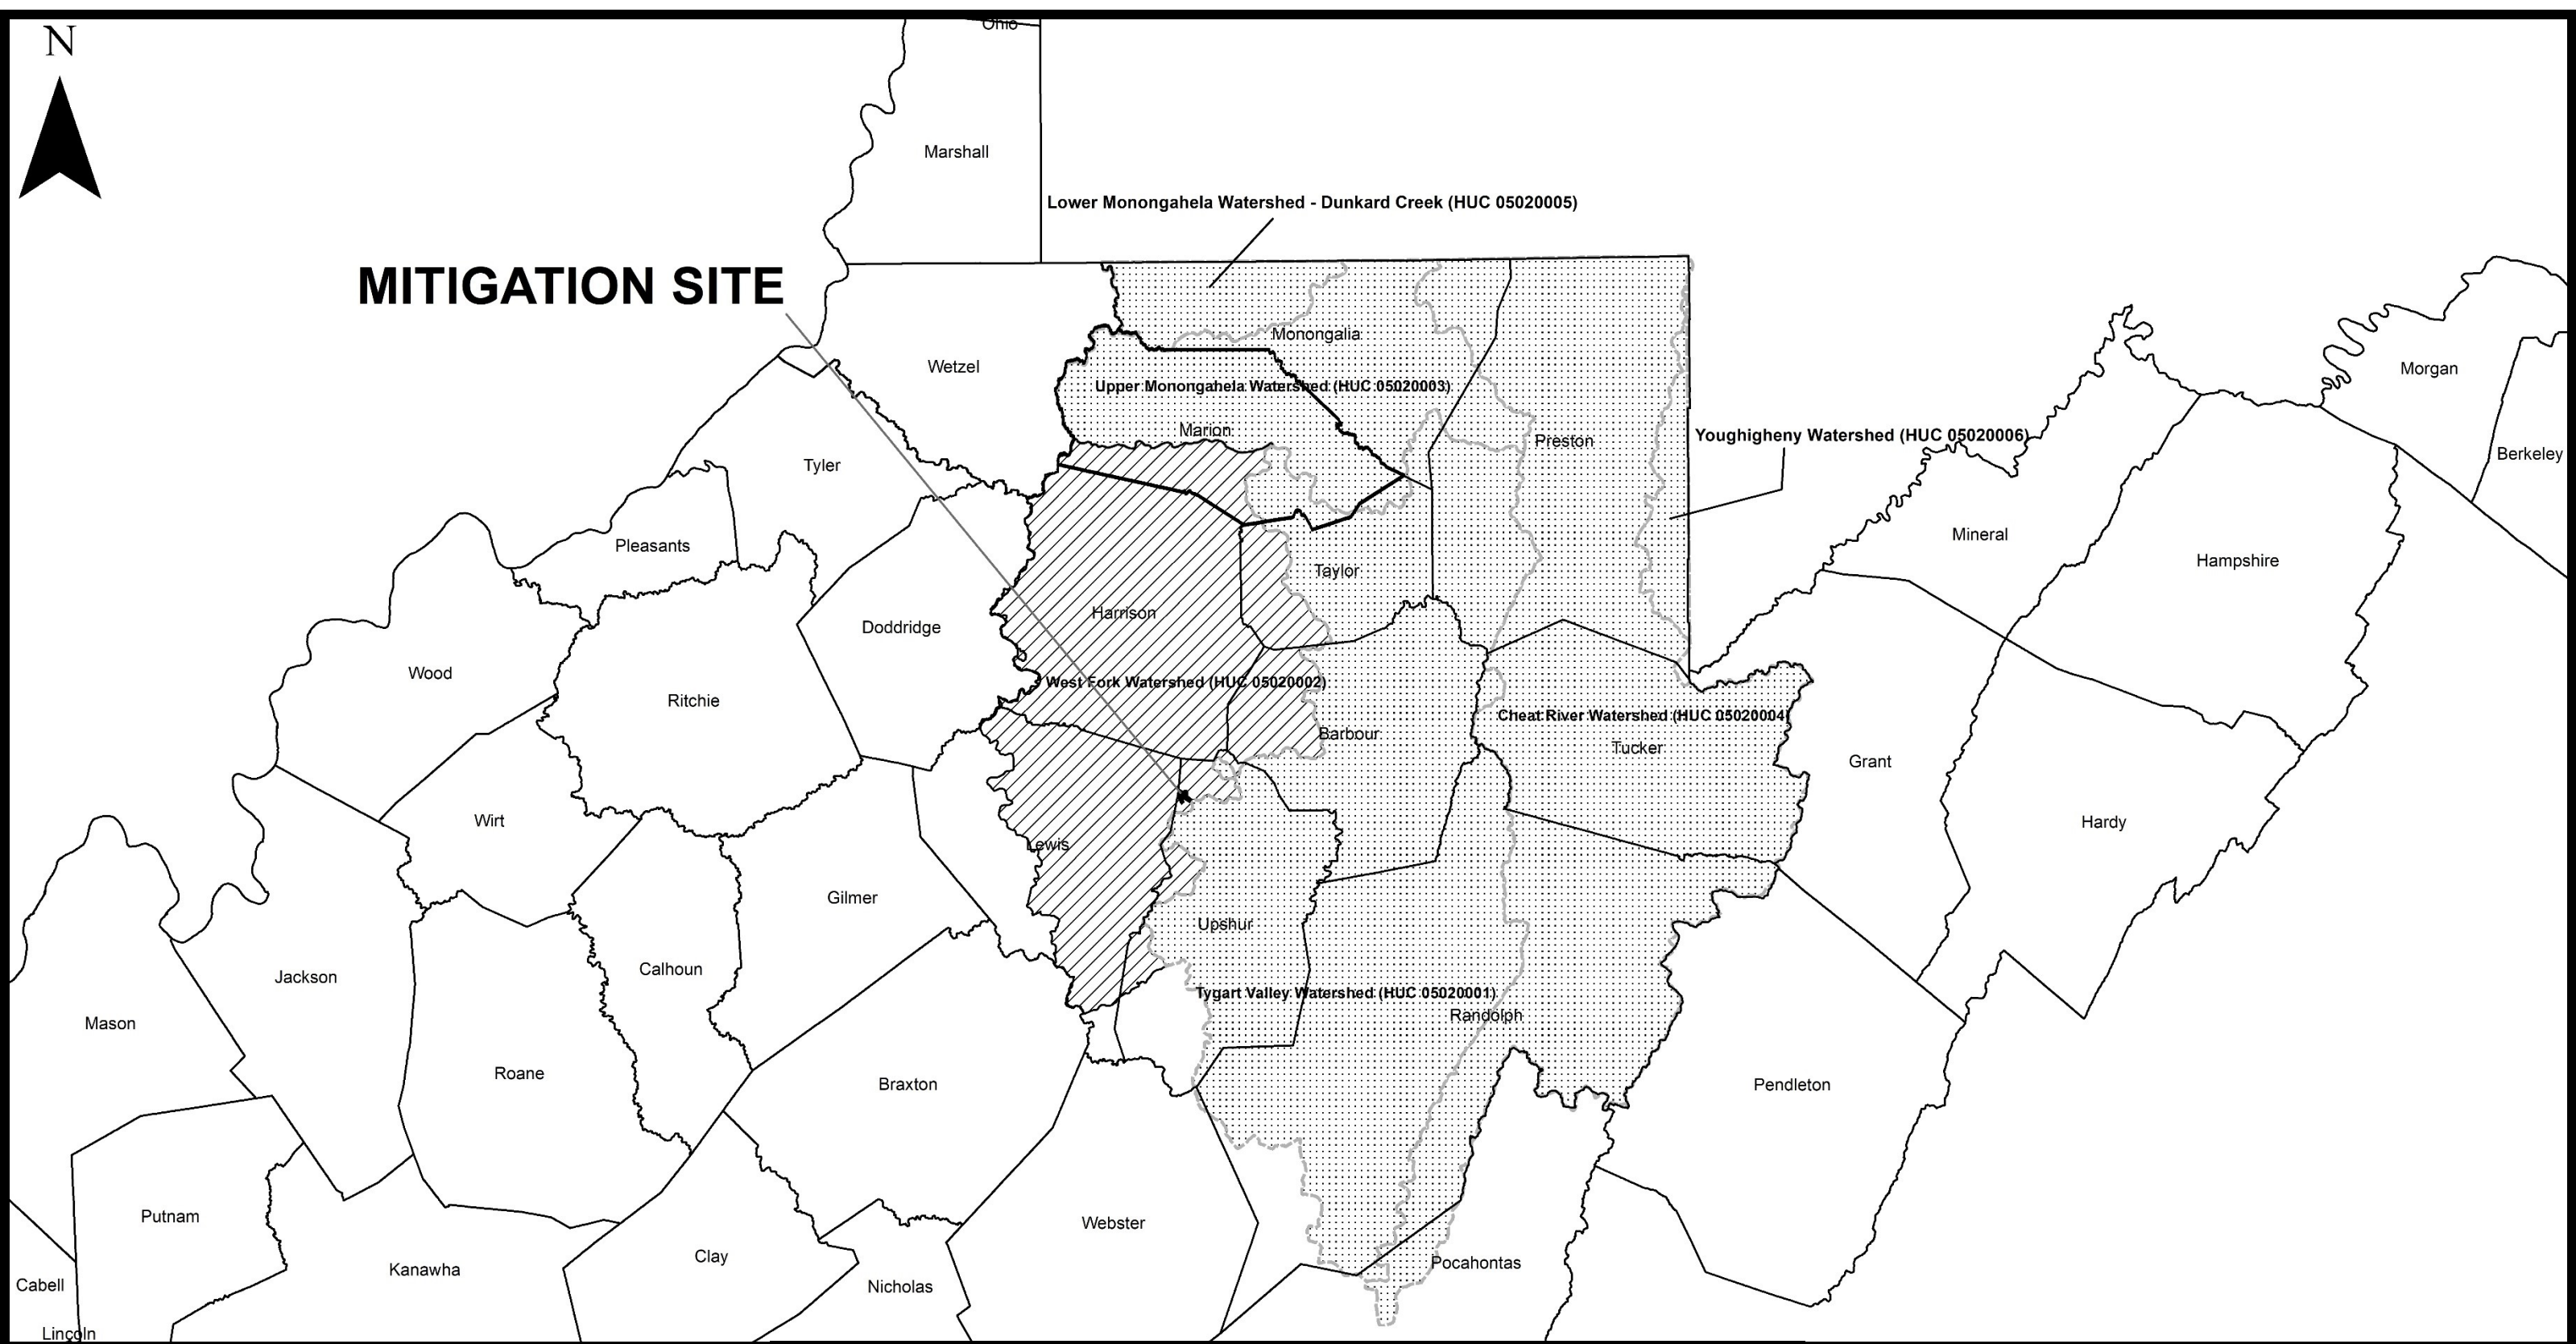 Ohio
N
Marshall
Lower Monongahela Watershed - Dunkard Creek (HUC 05020005)
MITIGATION SITE
Monongalia
Wetzel
Morgan
Upper Monongahela Watershed (HUC 05020003)
Marion
Preston
Youghigheny Watershed (HUC 05020006)
Berkeley
Tyler
Mineral
Pleasants
Hampshire
Taylor
Harrison
Doddridge
Wood
West Fork Watershed (HUC 05020002)
Ritchie
Cheat River Watershed (HUC 05020004)
Barbour
Tucker
Grant
Wirt
Hardy
Lewis
Gilmer
Upshur
Calhoun
Jackson
Tygart Valley Watershed (HUC 05020001)
Randolph
Mason
Roane
Braxton
Pendleton
Putnam
Webster
Clay
Pocahontas
Kanawha
Cabell
Nicholas
Lincoln